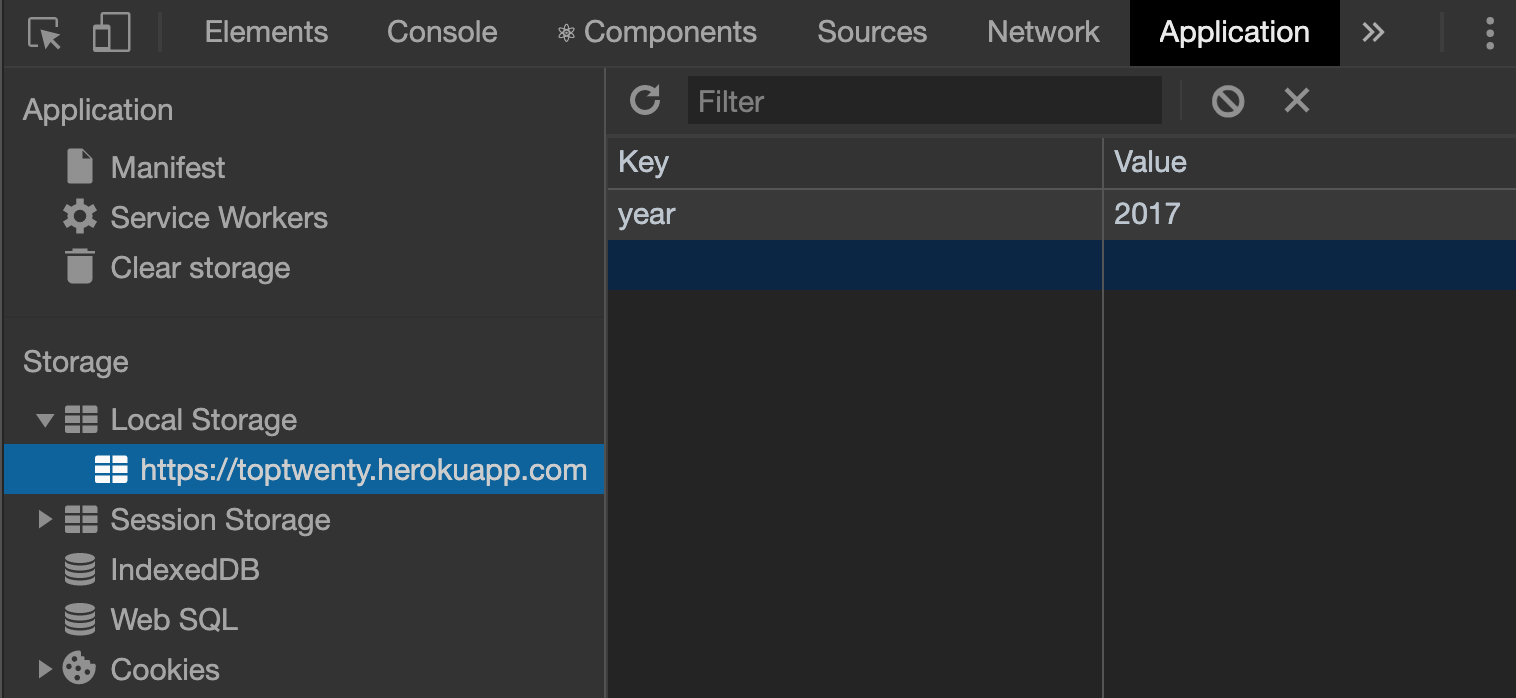 Elements Console Components Sources Network Application
Application
Manifest
Service Workers
Clear storage
Storage
Local Storage
https://toptwenty.herokuapp.com
Session Storage
IndexedDB
Web SQL
Cookies
Filter
Key Value
year 2017